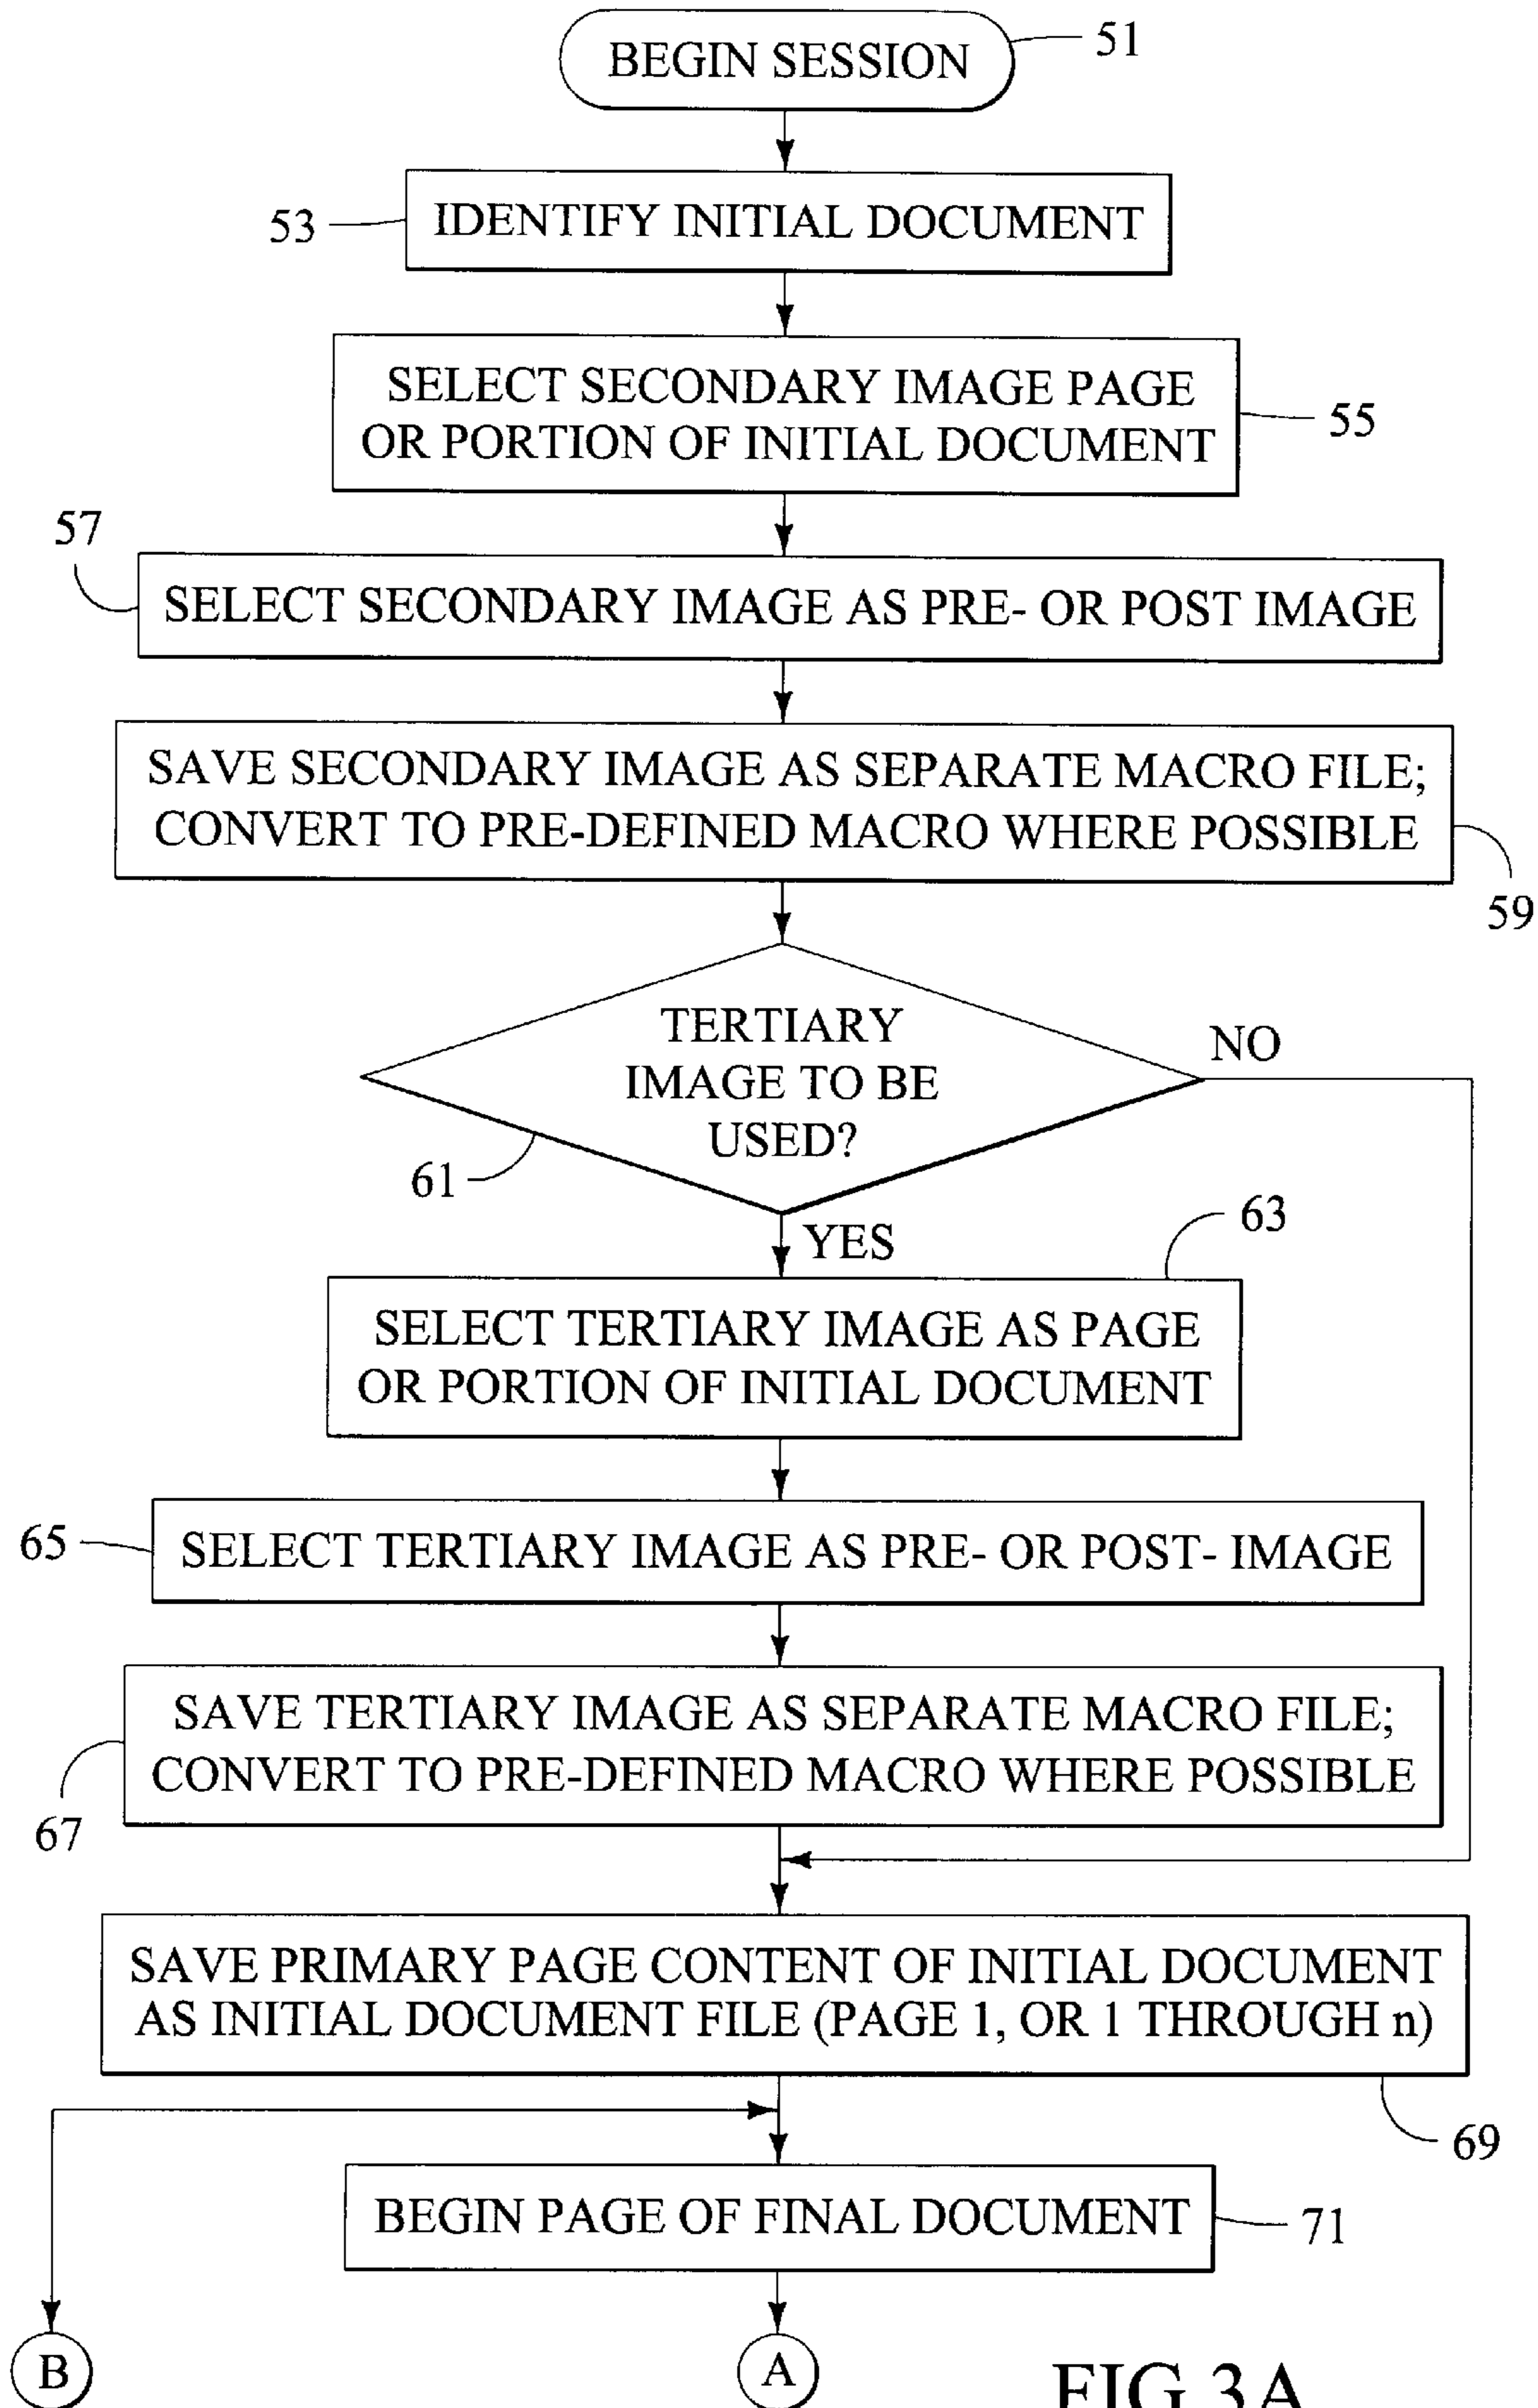 BEGIN SESSION
51
53
IDENTIFY INITIAL DOCUMENT
SELECT SECONDARY IMAGE PAGE
OR PORTION OF INITIAL DOCUMENT
55
57
SELECT SECONDARY IMAGE AS PRE- OR POST IMAGE
SAVE SECONDARY IMAGE AS SEPARATE MACRO FILE;
CONVERT TO PRE-DEFINED MACRO WHERE POSSIBLE
59
TERTIARY
IMAGE TO BE
USED?
NO
61
YES
63
SELECT TERTIARY IMAGE AS PAGE
OR PORTION OF INITIAL DOCUMENT
65
SELECT TERTIARY IMAGE AS PRE- OR POST- IMAGE
SAVE TERTIARY IMAGE AS SEPARATE MACRO FILE;
CONVERT TO PRE-DEFINED MACRO WHERE POSSIBLE
67
SAVE PRIMARY PAGE CONTENT OF INITIAL DOCUMENT
AS INITIAL DOCUMENT FILE (PAGE 1, OR 1 THROUGH n)
69
BEGIN PAGE OF FINAL DOCUMENT
71
B
A
FIG.3A